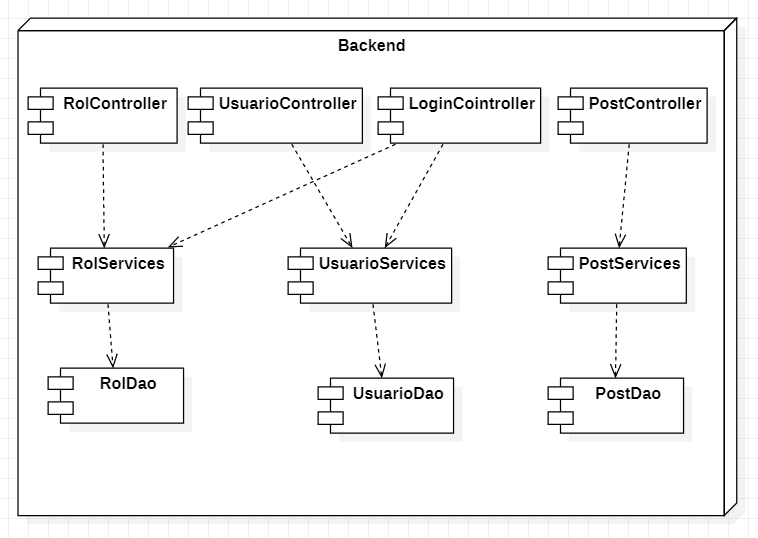 Backend
RolController
UsuarioController
LoginCointroller
PostController
RolServices
UsuarioServices
PostServices
RolDao
UsuarioDao
PostDao